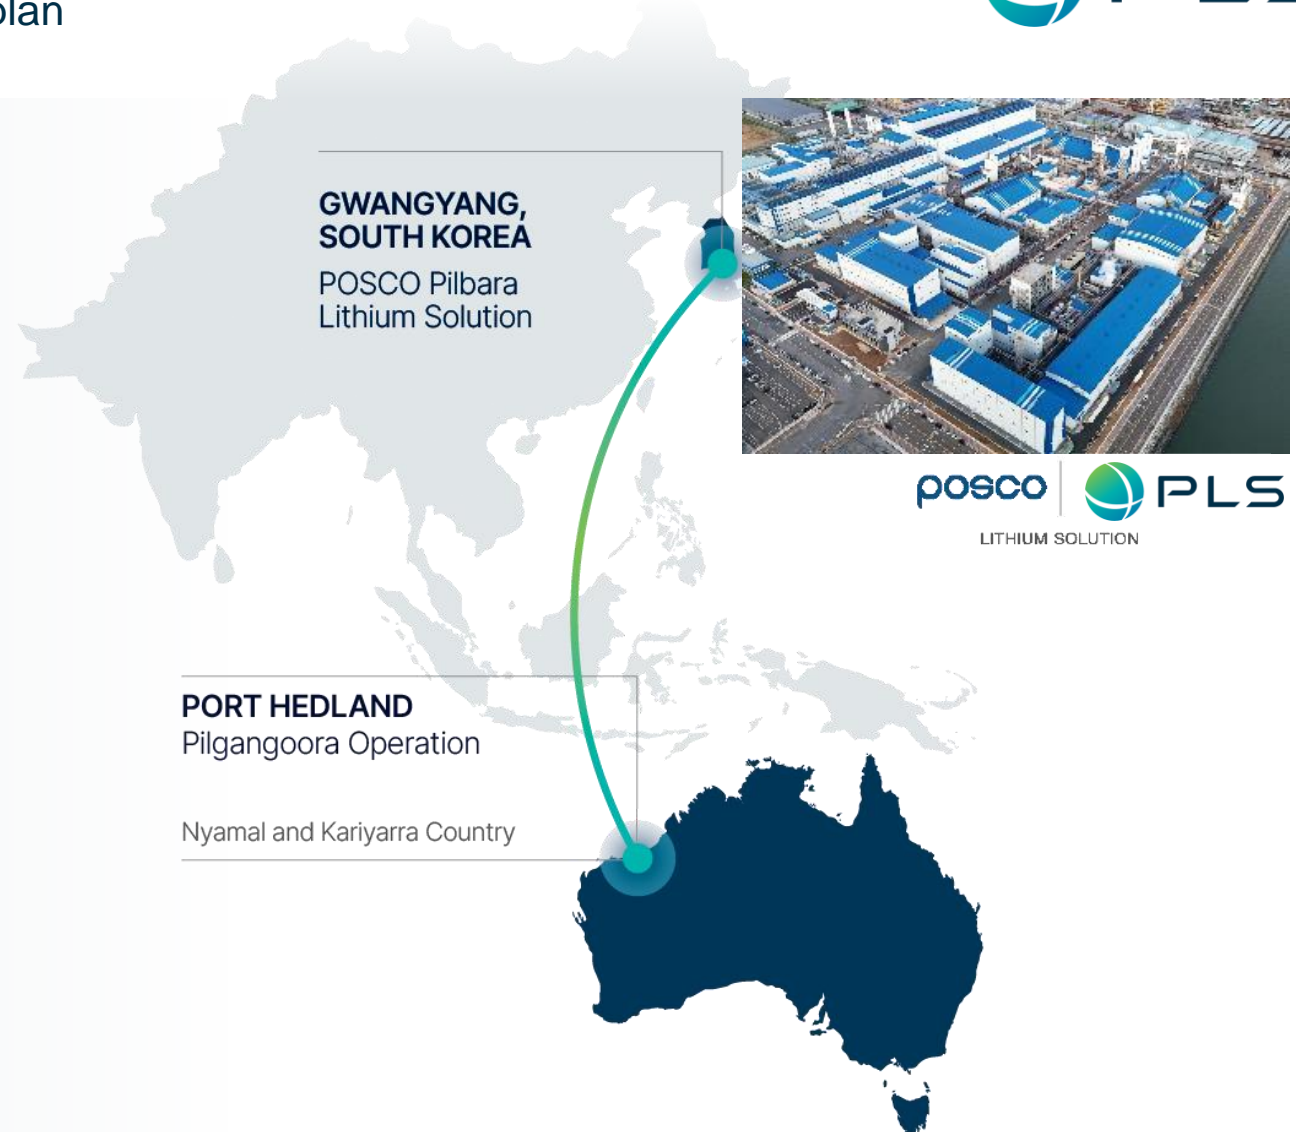 GWANGYANG,
SOUTH KOREA
POSCO Pilbara
Lithium Solution
posco PLS
LITHIUM SOLUTION
PORT HEDLAND
Pilgangoora Operation
Nyamal and Kariyarra Country